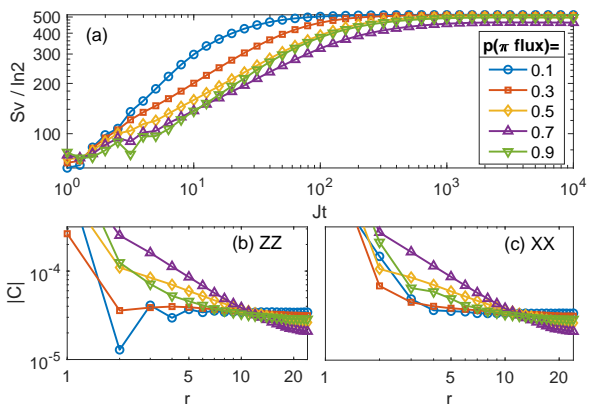 500
400
300
200
100
Sv / ln2
(a)
p(π flux)=
0.1
0.3
0.5
0.7
0.9
10^0
10^1
10^2
10^3
10^4
Jt
|C|
10^-4
10^-5
(b) ZZ
1
5
10
20
r
(c) XX
1
5
10
20
r